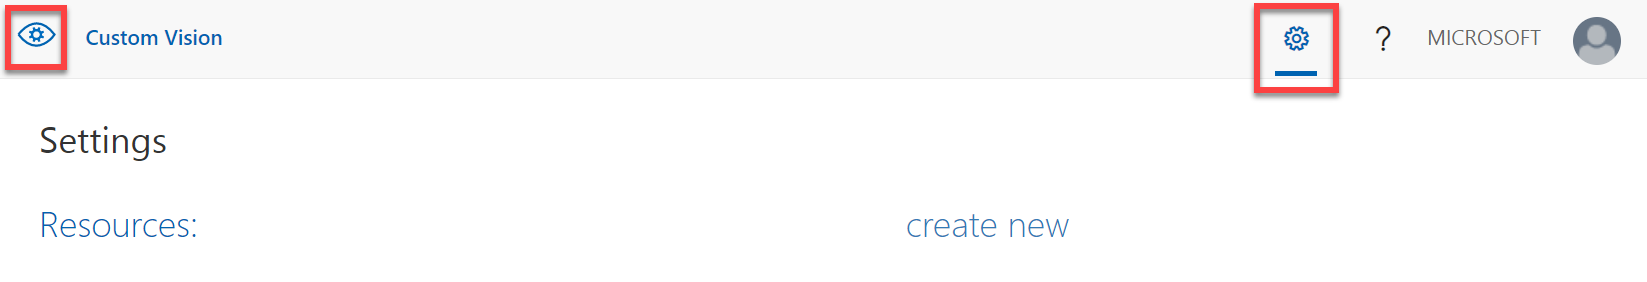 Custom Vision
? MICROSOFT
Settings
Resources: create new